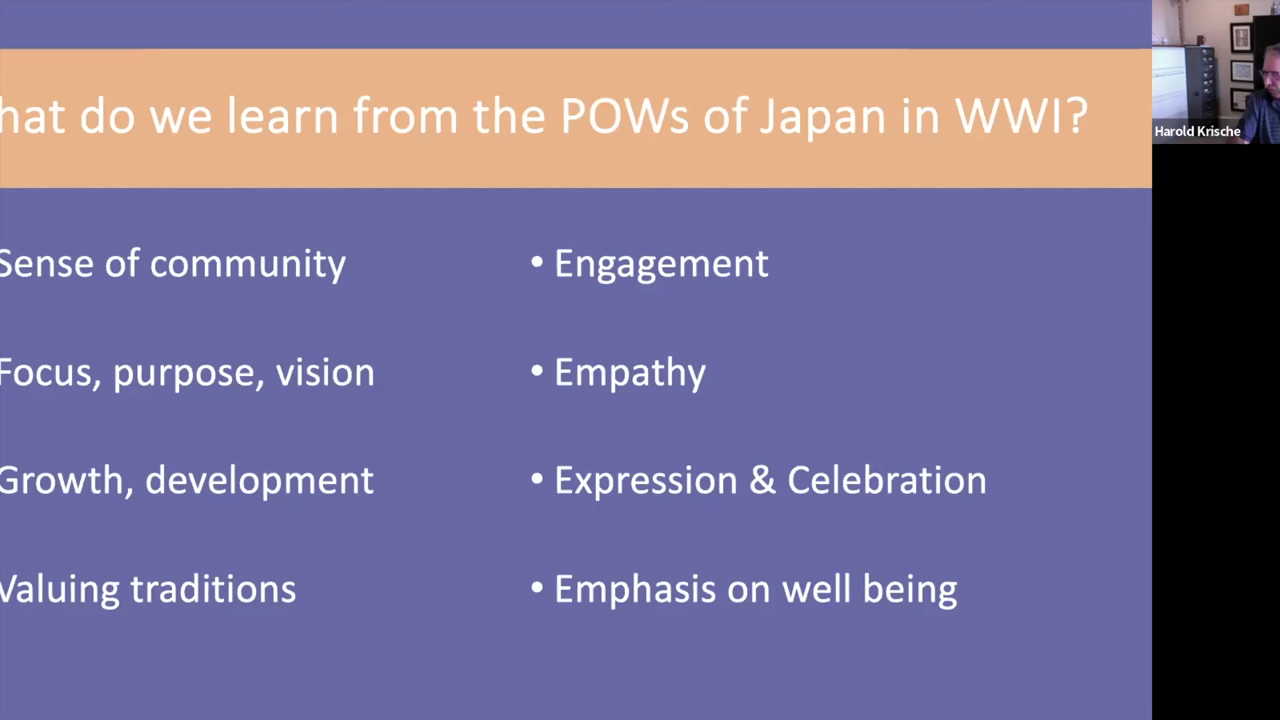 hat do we learn from the POWs of Japan in WWI?
Harold Krische
Sense of community
Focus, purpose, vision
Growth, development
Valuing traditions
• Engagement
• Empathy
• Expression & Celebration
• Emphasis on well being